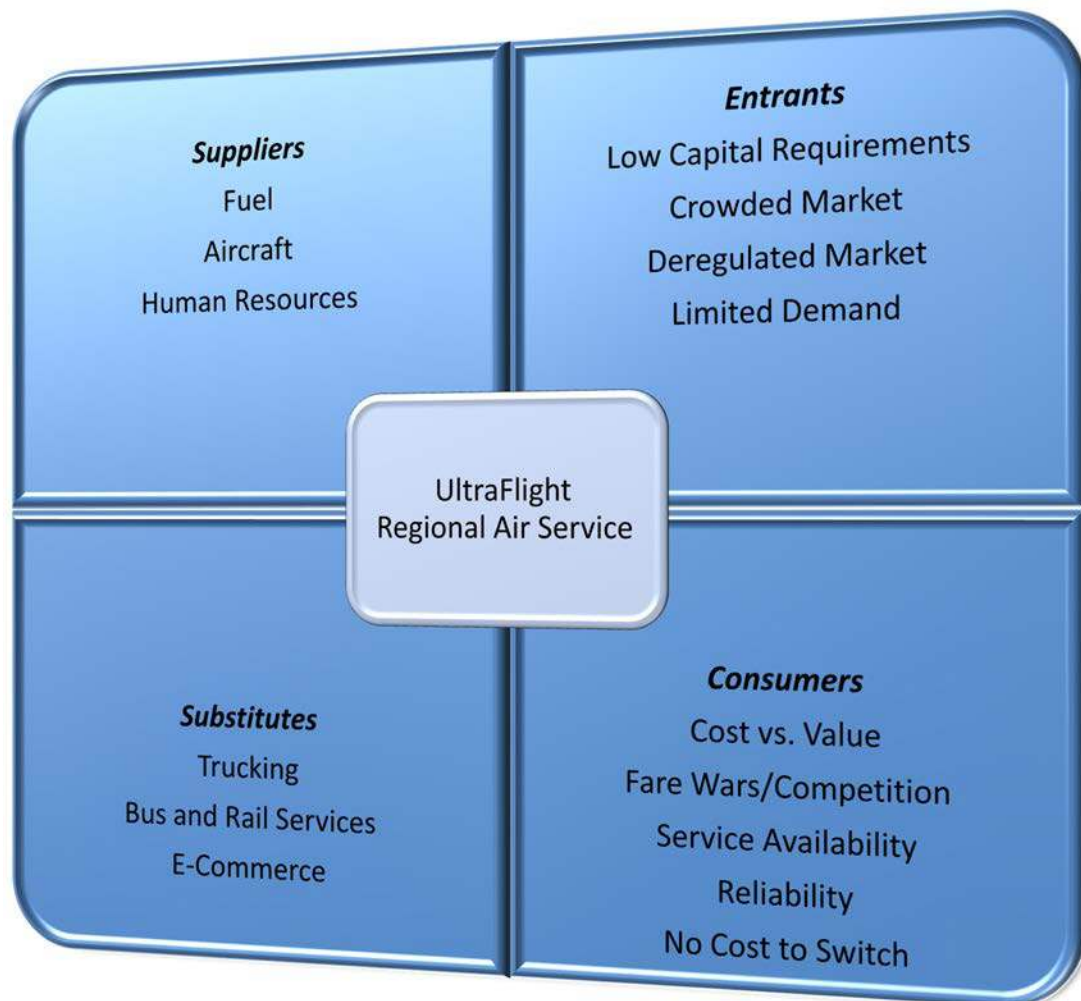 Suppliers
Fuel
Aircraft
Human Resources
Entrants
Low Capital Requirements
Crowded Market
Deregulated Market
Limited Demand
UltraFlight
Regional Air Service
Substitutes
Trucking
Bus and Rail Services
E-Commerce
Consumers
Cost vs. Value
Fare Wars/Competition
Service Availability
Reliability
No Cost to Switch